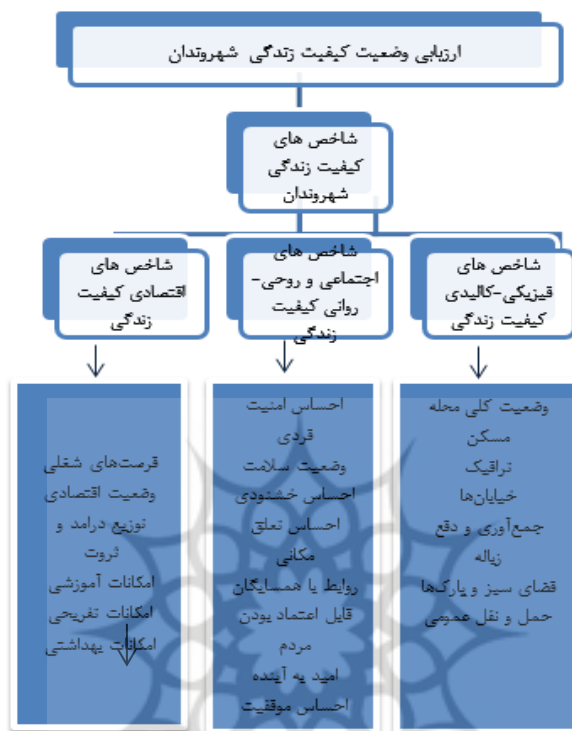 ارزیابی وضعیت کیفیت زندگی شهروندان
شاخص های
کیفیت زندگی
شهروندان
شاخص های
فیزیکی-کالبدی
کیفیت زندگی
شاخص های
اجتماعی و روحی-
روانی کیفیت
زندگی
شاخص های
اقتصادی کیفیت
زندگی
وضعیت کلی محله
مسکن
ترافیک
خیابان‌ها
جمع‌آوری و دفع
زباله
فضای سبز و پارک‌ها
حمل و نقل عمومی
احساس امنیت
فردی
وضعیت سلامت
احساس خشنودی
احساس تعلق
مکانی
روابط با همسایگان
قابل اعتماد بودن
مردم
امید به آینده
احساس موفقیت
فرصت‌های شغلی
وضعیت اقتصادی
توزیع درامد و
ثروت
امکانات آموزشی
امکانات تفریحی
امکانات بهداشتی